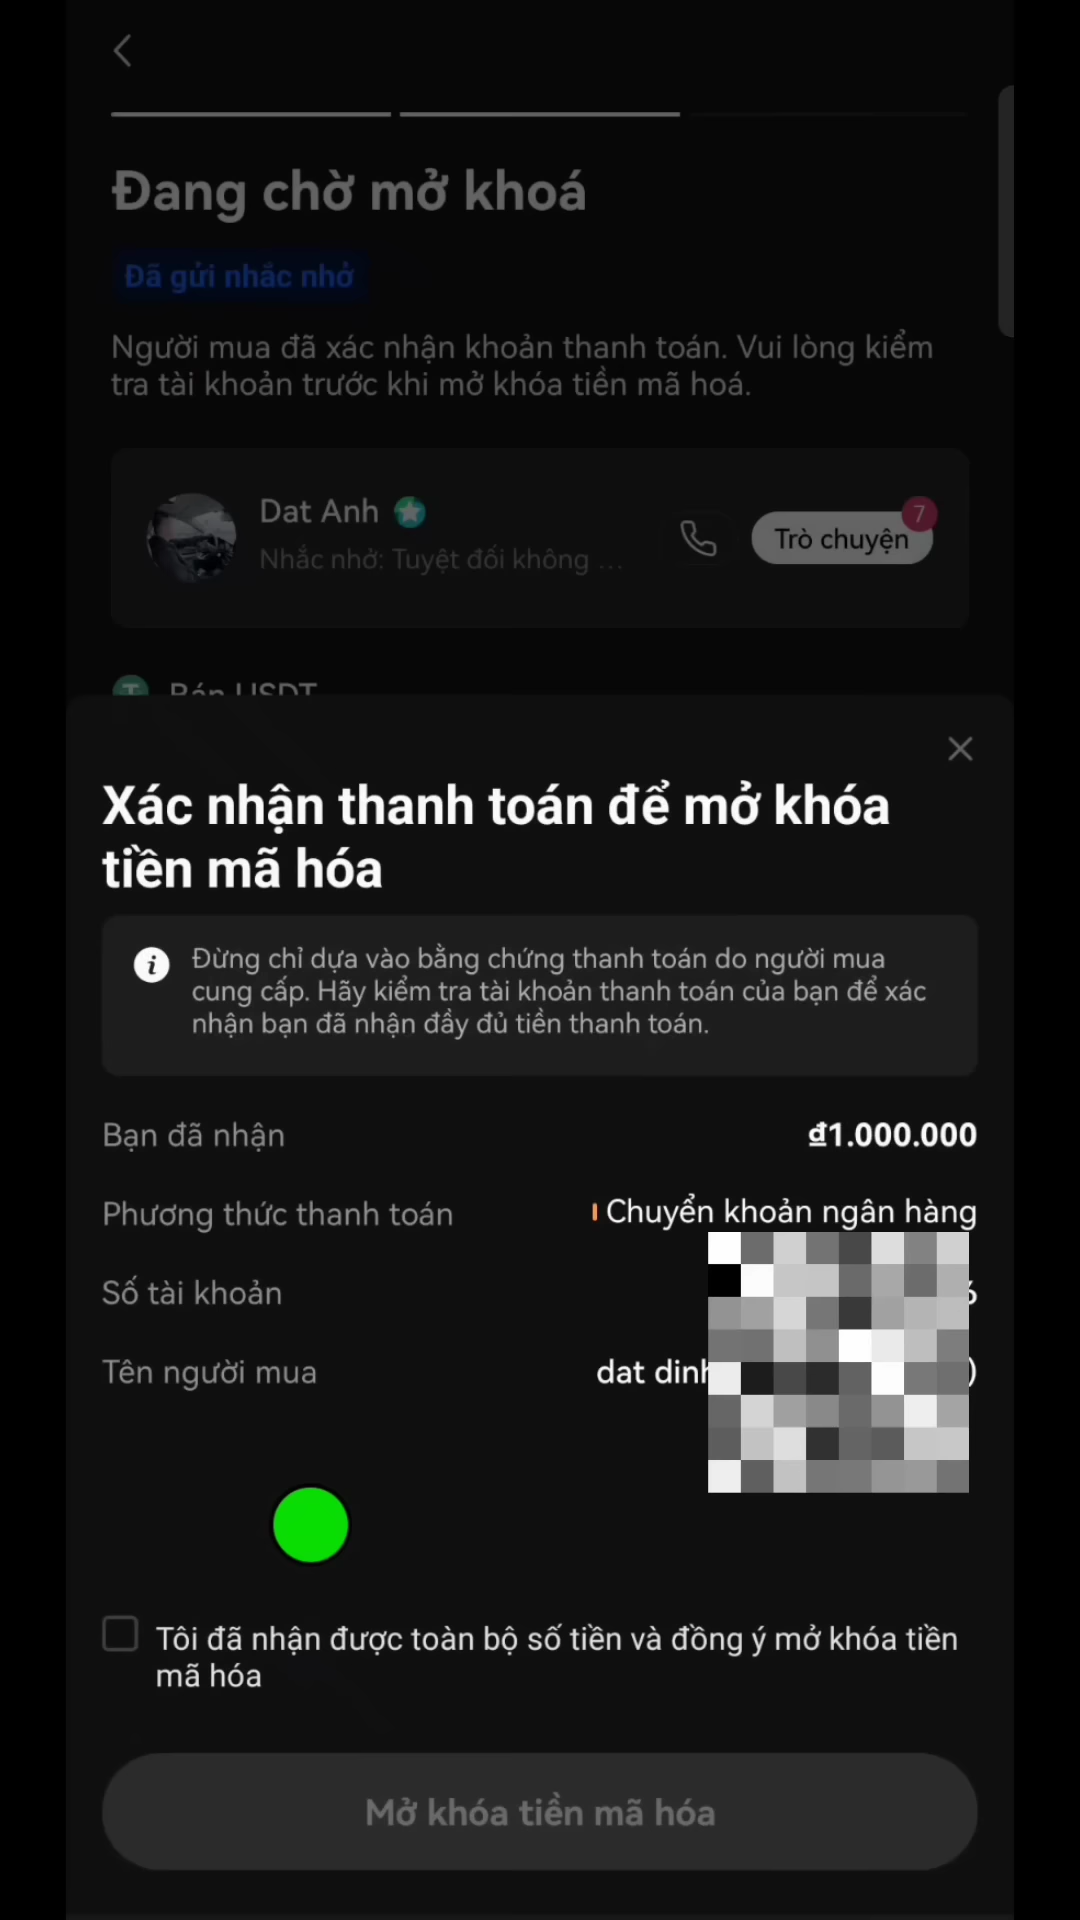 Đang chờ mở khoá
Đã gửi nhắc nhở
Người mua đã xác nhận khoản thanh toán. Vui lòng kiểm
tra tài khoản trước khi mở khóa tiền mã hoá.
Dat Anh
7
Trò chuyện
Nhắc nhở: Tuyệt đối không ...
Bán USDT
Xác nhận thanh toán để mở khóa
tiền mã hóa
Đừng chỉ dựa vào bằng chứng thanh toán do người mua
cung cấp. Hãy kiểm tra tài khoản thanh toán của bạn để xác
nhận bạn đã nhận đầy đủ tiền thanh toán.
Bạn đã nhận ₫1.000.000
Phương thức thanh toán Chuyển khoản ngân hàng
Số tài khoản
Tên người mua dat dinh
Tôi đã nhận được toàn bộ số tiền và đồng ý mở khóa tiền
mã hóa
Mở khóa tiền mã hóa